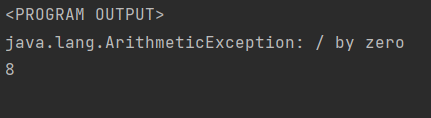 <PROGRAM OUTPUT>
java.lang.ArithmeticException: / by zero
8